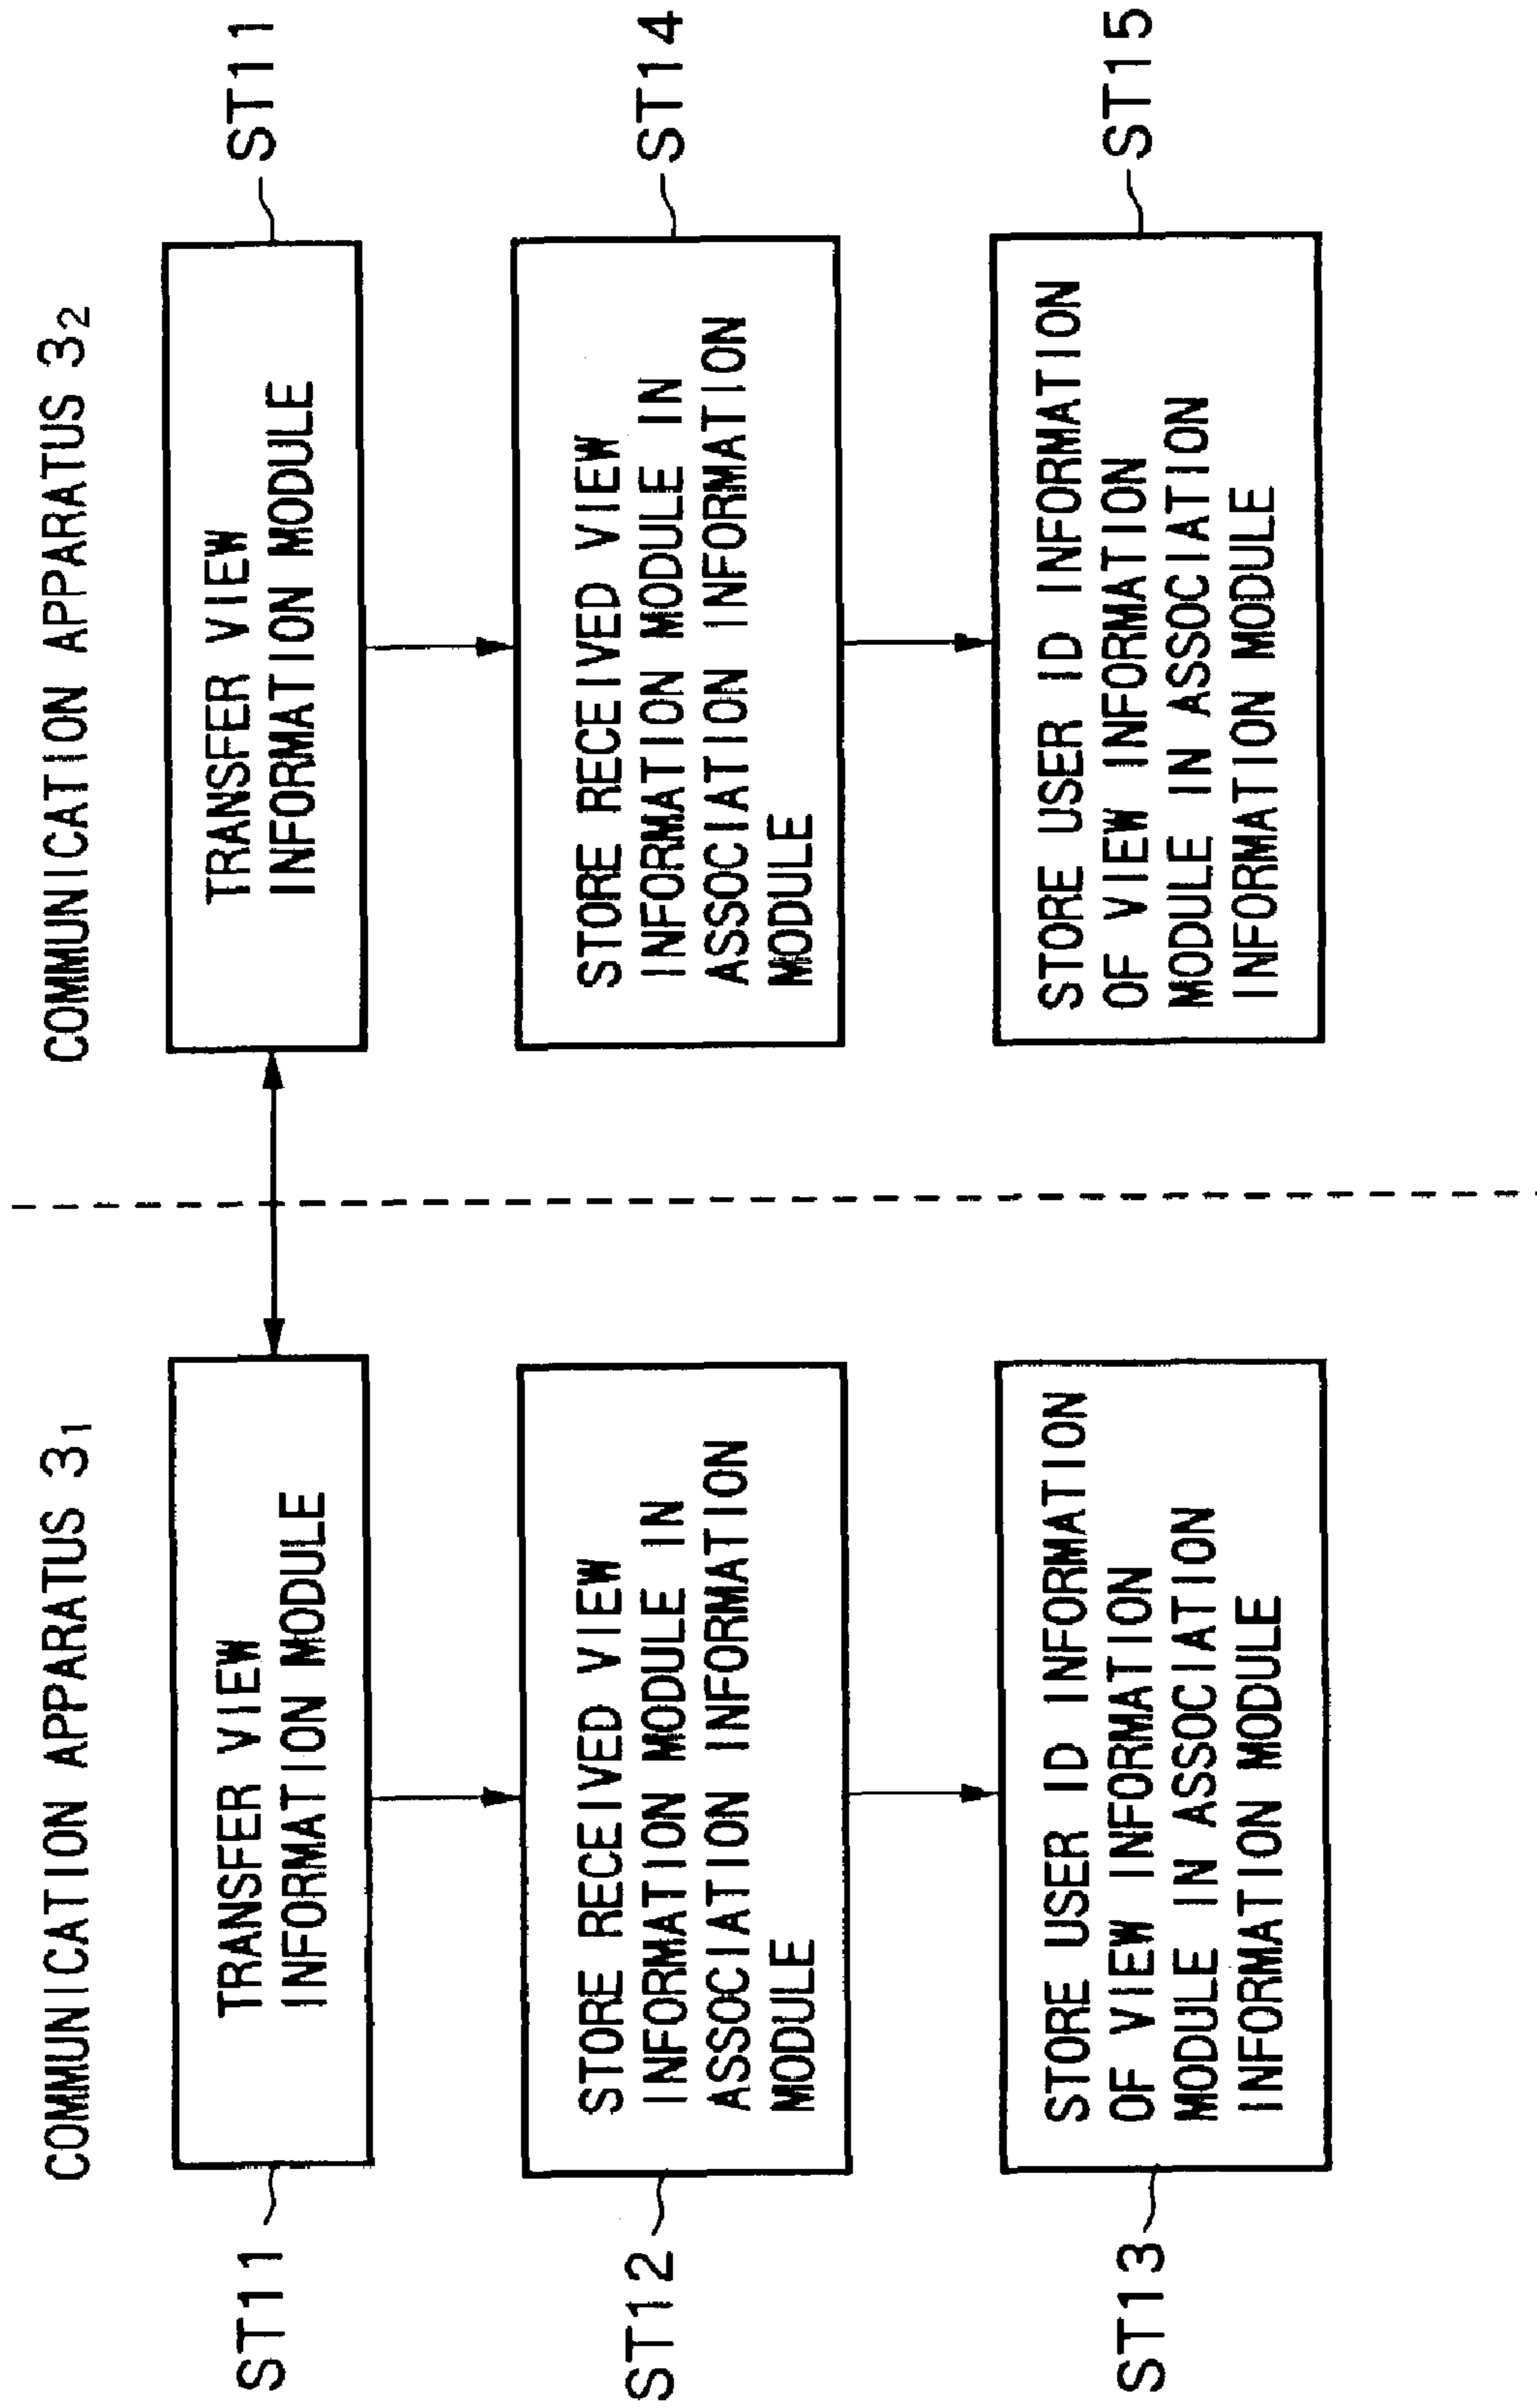 COMMUNICATION APPARATUS 3₁
ST11
TRANSFER VIEW
INFORMATION MODULE
ST12
STORE RECEIVED VIEW
INFORMATION MODULE IN
ASSOCIATION INFORMATION
MODULE
ST13
STORE USER ID INFORMATION
OF VIEW INFORMATION
MODULE IN ASSOCIATION
INFORMATION MODULE
COMMUNICATION APPARATUS 3₂
TRANSFER VIEW
INFORMATION MODULE
ST11
STORE RECEIVED VIEW
INFORMATION MODULE IN
ASSOCIATION INFORMATION
MODULE
ST14
STORE USER ID INFORMATION
OF VIEW INFORMATION
MODULE IN ASSOCIATION
INFORMATION MODULE
ST15